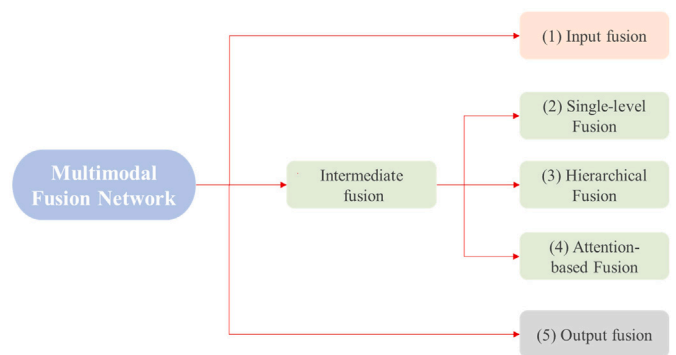 Multimodal
Fusion Network
(1) Input fusion
Intermediate
fusion
(2) Single-level
Fusion
(3) Hierarchical
Fusion
(4) Attention-
based Fusion
(5) Output fusion